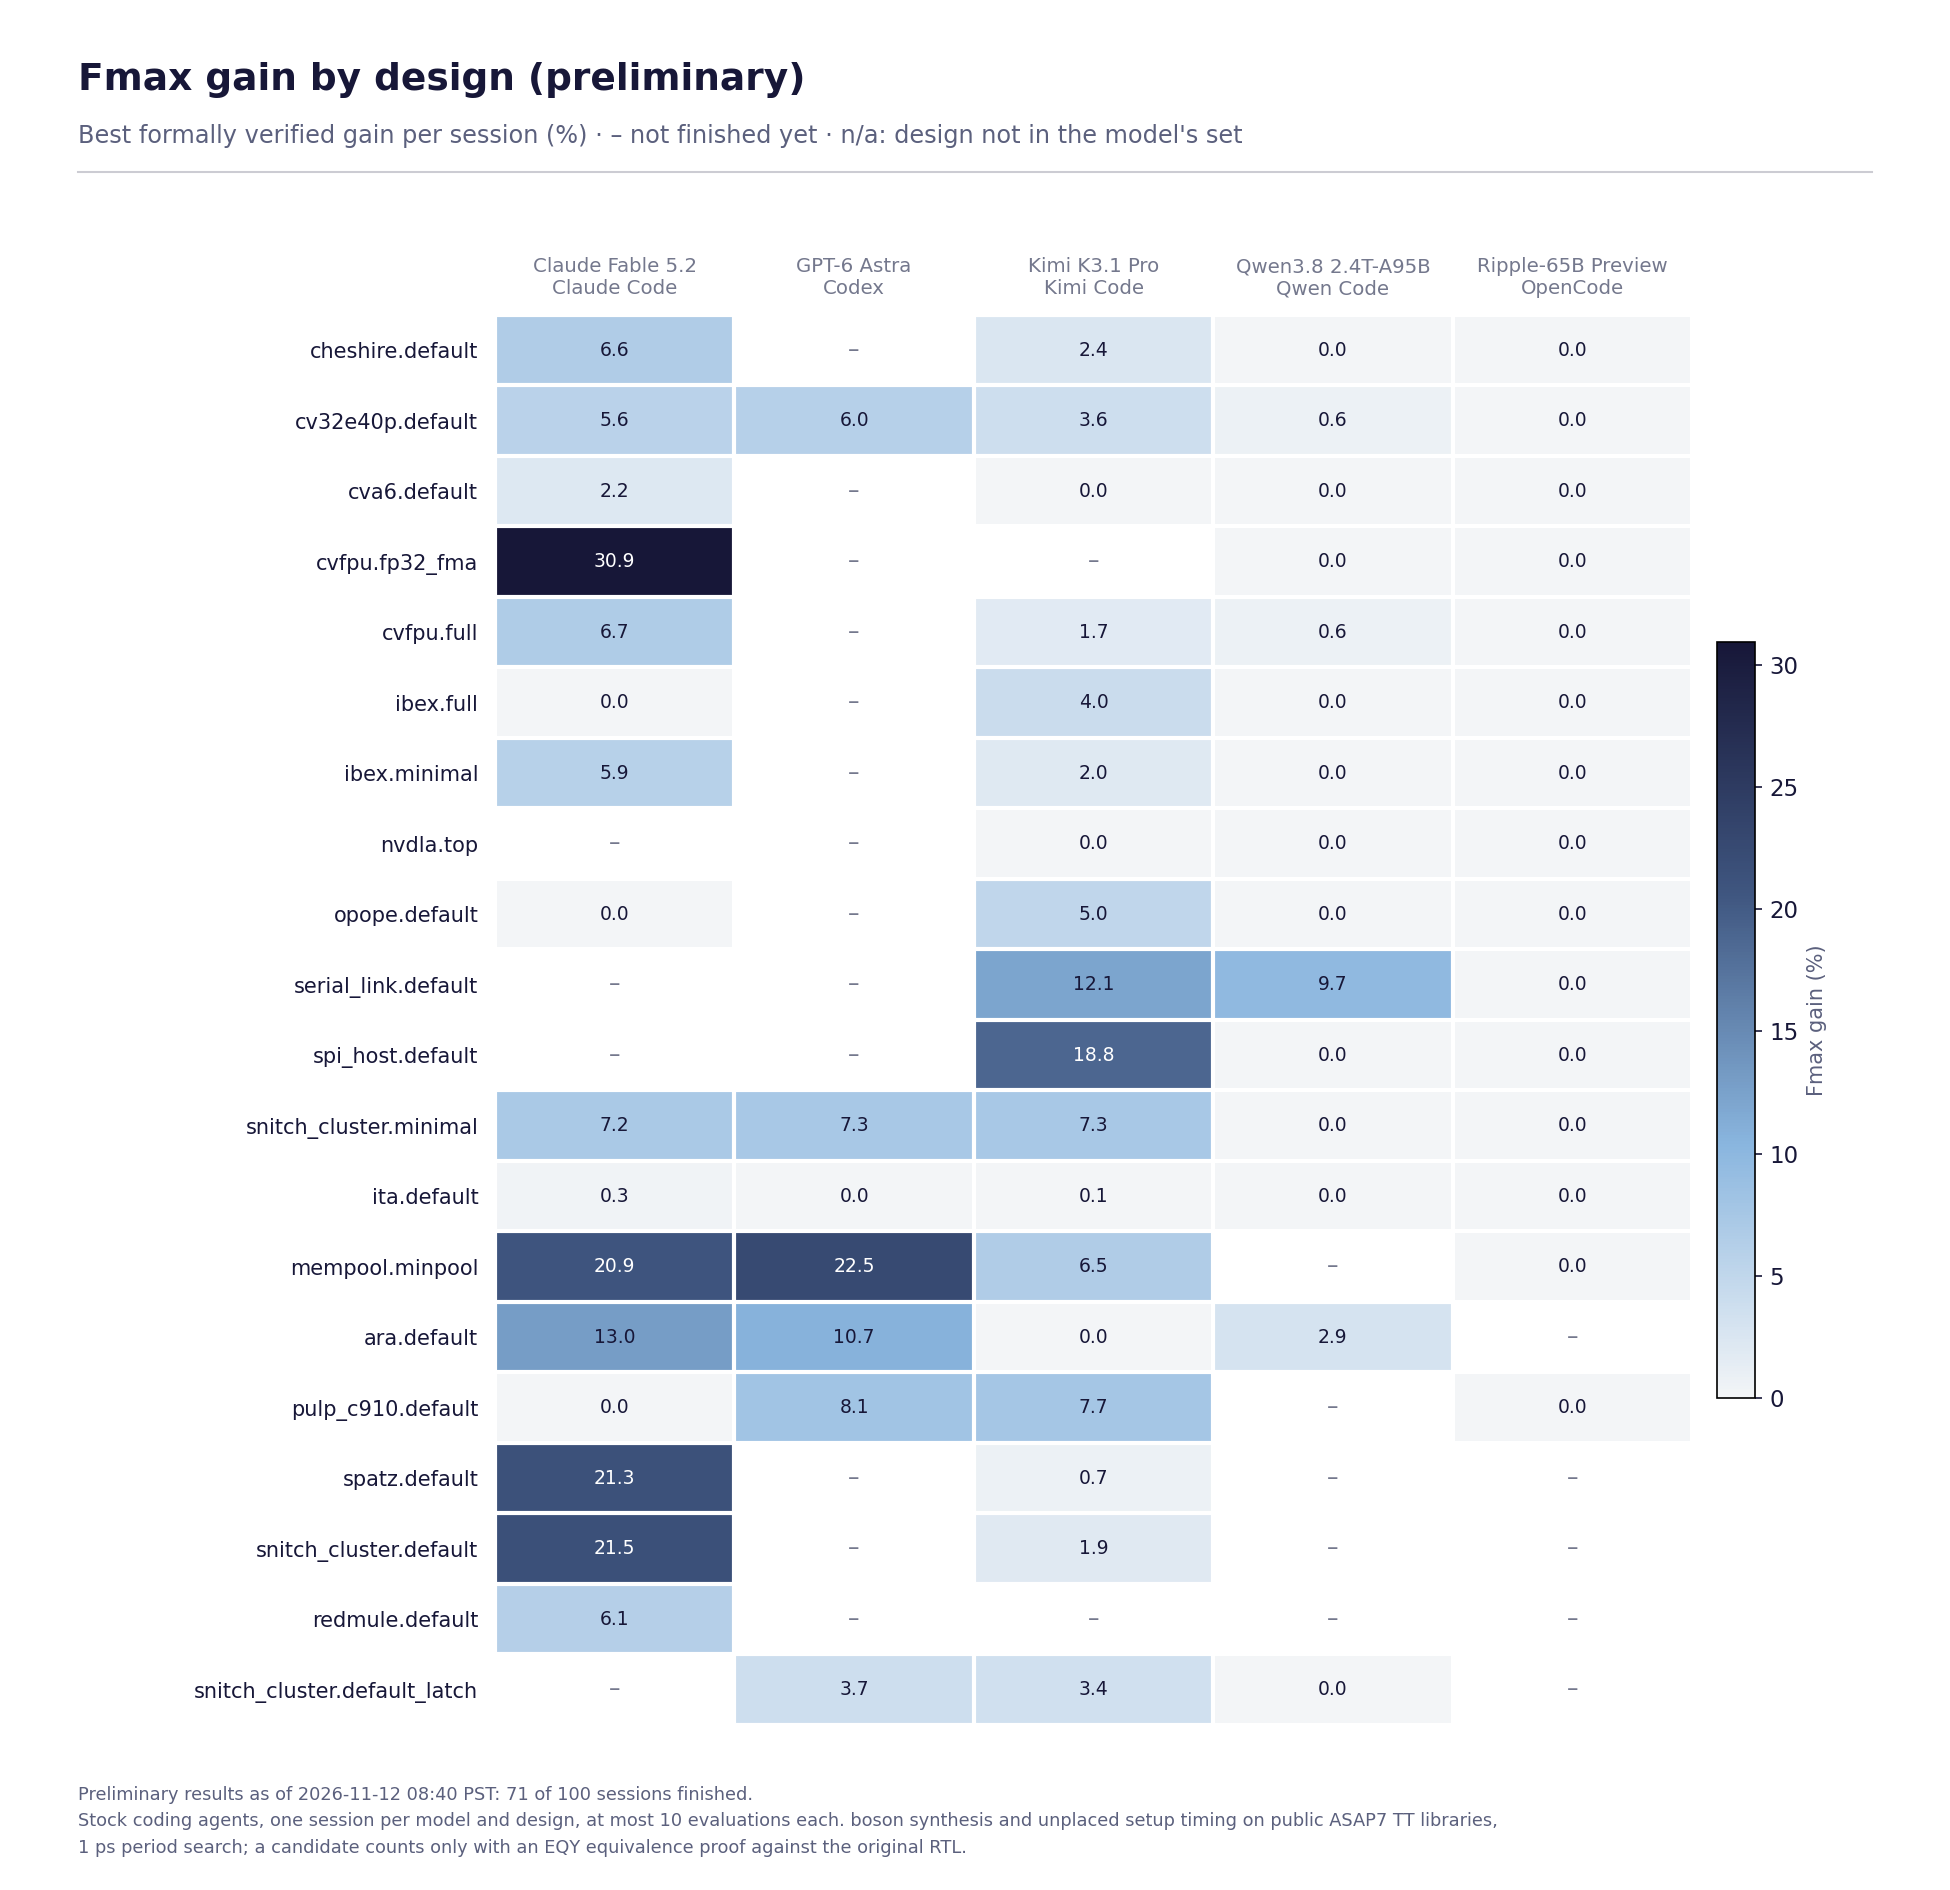 Fmax gain by design (preliminary)
Best formally verified gain per session (%) · – not finished yet · n/a: design not in the model's set
Claude Fable 5.2 GPT-6 Astra Kimi K3.1 Pro Qwen3.8 2.4T-A95B Ripple-65B Preview
Claude Code Codex Kimi Code Qwen Code OpenCode
cheshire.default 6.6 – 2.4 0.0 0.0
cv32e40p.default 5.6 6.0 3.6 0.6 0.0
cva6.default 2.2 – 0.0 0.0 0.0
cvfpu.fp32_fma 30.9 – – 0.0 0.0
cvfpu.full 6.7 – 1.7 0.6 0.0
ibex.full 0.0 – 4.0 0.0 0.0
ibex.minimal 5.9 – 2.0 0.0 0.0
nvdla.top – – 0.0 0.0 0.0
opope.default 0.0 – 5.0 0.0 0.0
serial_link.default – – 12.1 9.7 0.0
spi_host.default – – 18.8 0.0 0.0
snitch_cluster.minimal 7.2 7.3 7.3 0.0 0.0
ita.default 0.3 0.0 0.1 0.0 0.0
mempool.minpool 20.9 22.5 6.5 – 0.0
ara.default 13.0 10.7 0.0 2.9 –
pulp_c910.default 0.0 8.1 7.7 – 0.0
spatz.default 21.3 – 0.7 – –
snitch_cluster.default 21.5 – 1.9 – –
redmule.default 6.1 – – – –
snitch_cluster.default_latch – 3.7 3.4 0.0 –
30
25
20
15
10
5
0
Fmax gain (%)
Preliminary results as of 2026-11-12 08:40 PST: 71 of 100 sessions finished.
Stock coding agents, one session per model and design, at most 10 evaluations each. boson synthesis and unplaced setup timing on public ASAP7 TT libraries,
1 ps period search; a candidate counts only with an EQY equivalence proof against the original RTL.